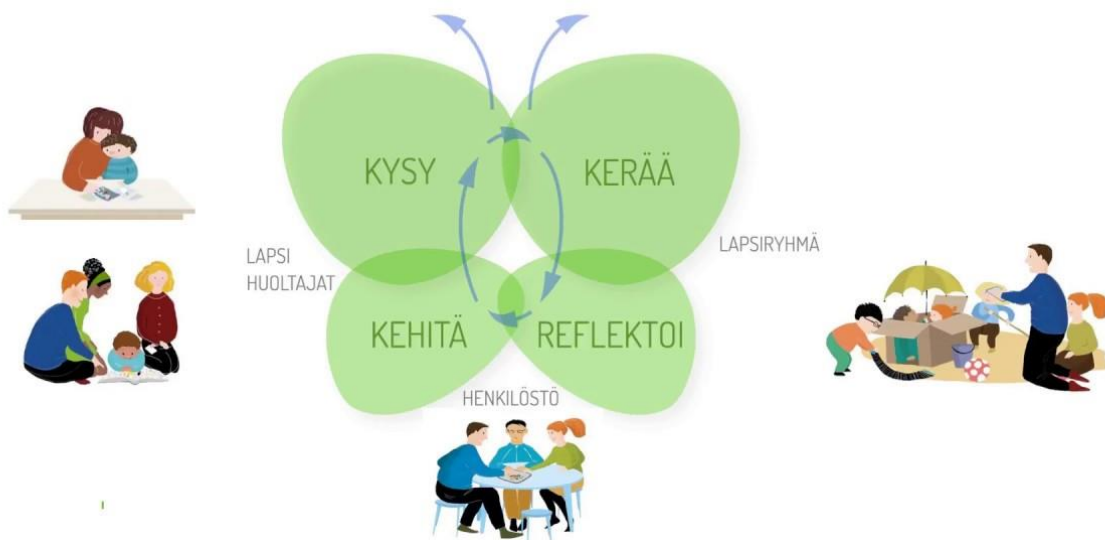 KYSY
KERÄÄ
LAPSI
HUOLTAJAT
LAPSIRYHMÄ
KEHITÄ
REFLEKTOI
HENKILÖSTÖ